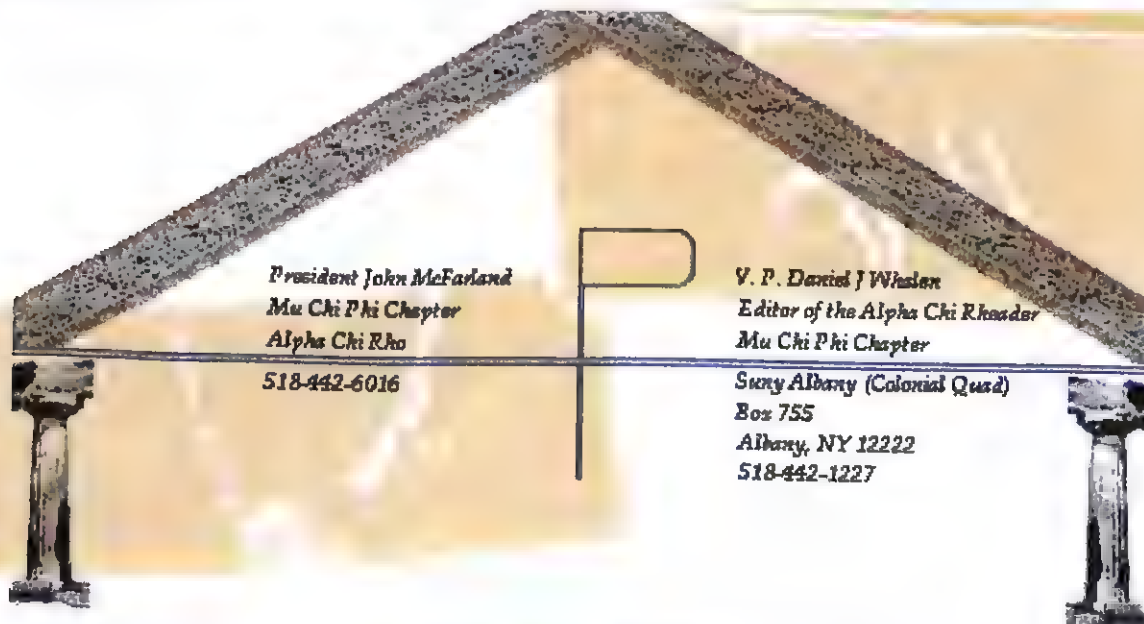 President John McFarland
Mu Chi Phi Chapter
Alpha Chi Rho
518-442-6016
V. P. Daniel J Whalen
Editor of the Alpha Chi Rhoader
Mu Chi Phi Chapter
Suny Albany (Colonial Quad)
Box 755
Albany, NY 12222
518-442-1227